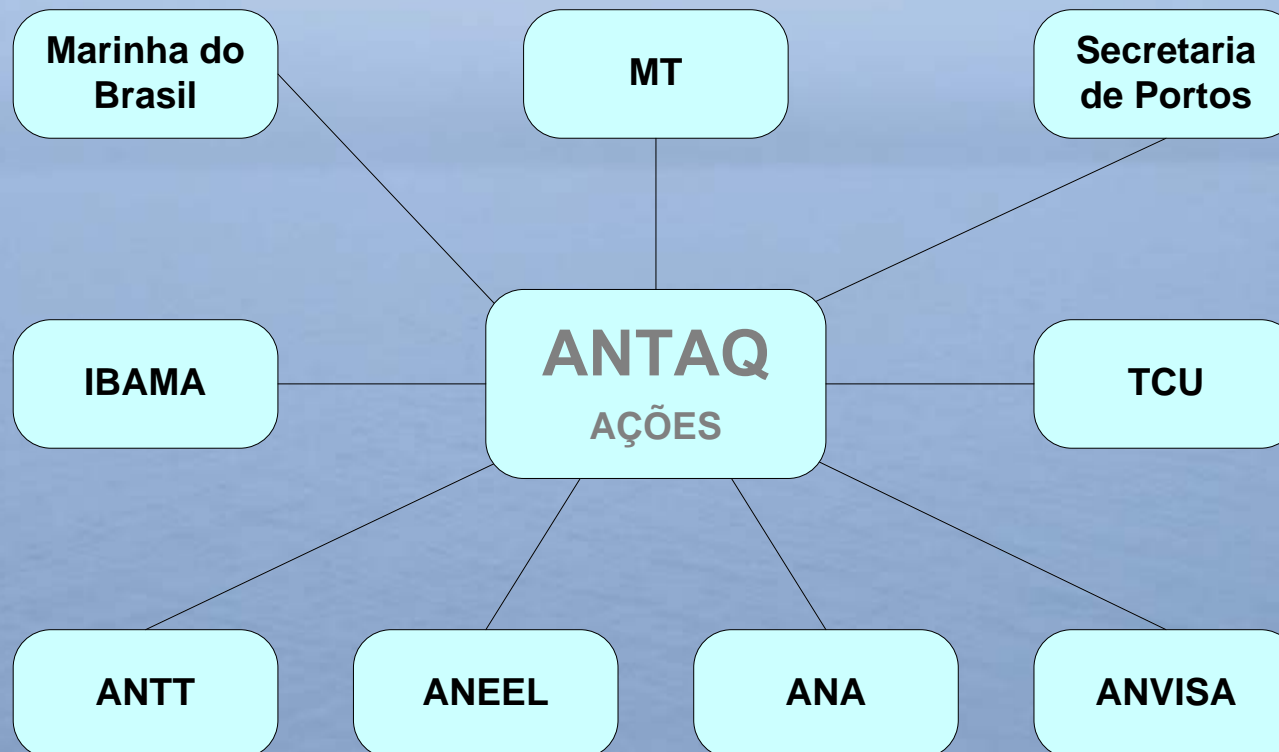 Marinha do
Brasil
MT
Secretaria
de Portos
ANTAQ
AÇÕES
IBAMA
TCU
ANTT
ANEEL
ANA
ANVISA